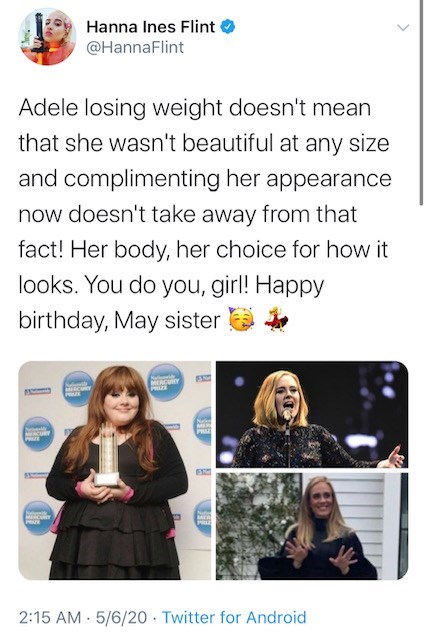 Hanna Ines Flint
@HannaFlint
Adele losing weight doesn't mean
that she wasn't beautiful at any size
and complimenting her appearance
now doesn't take away from that
fact! Her body, her choice for how it
looks. You do you, girl! Happy
birthday, May sister 🥳 💃
Nationwide
MERCURY
PRIZE
2:15 AM · 5/6/20 · Twitter for Android